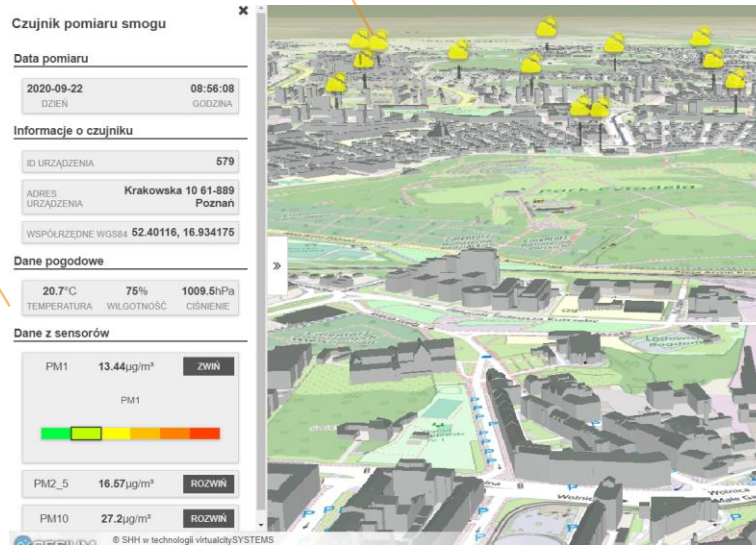 Czujnik pomiaru smogu
Data pomiaru
2020-09-22 08:56:08
DZIEŃ GODZINA
Informacje o czujniku
ID URZĄDZENIA 579
ADRES URZĄDZENIA Krakowska 10 61-889 Poznań
WSPÓŁRZĘDNE WGS84 52.40116, 16.934175
Dane pogodowe
20.7°C 75% 1009.5hPa
TEMPERATURA WILGOTNOŚĆ CIŚNIENIE
Dane z sensorów
PM1 13.44µg/m³ ZWIŃ
PM1
PM2_5 16.57µg/m³ ROZWIŃ
PM10 27.2µg/m³ ROZWIŃ
© SHH w technologii virtualcitySYSTEMS
»
Park Cytadela
Wolnica